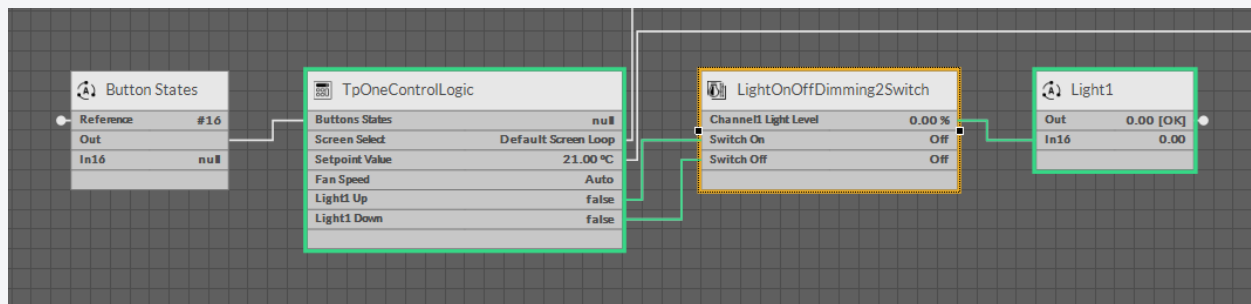 Button States
Reference #16
Out
In16 null
TpOneControlLogic
Buttons States null
Screen Select Default Screen Loop
Setpoint Value 21.00 ºC
Fan Speed Auto
Light1 Up false
Light1 Down false
LightOnOffDimming2Switch
Channel1 Light Level 0.00 %
Switch On Off
Switch Off Off
Light1
Out 0.00 [OK]
In16 0.00